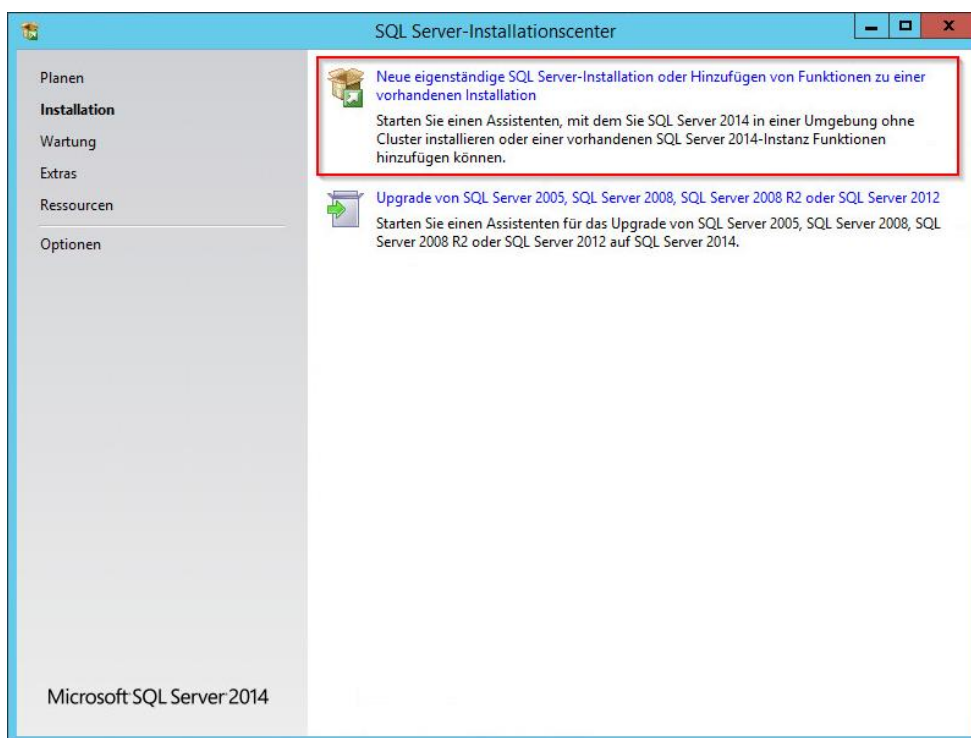 SQL Server-Installationscenter
Planen
Installation
Wartung
Extras
Ressourcen
Optionen
Neue eigenständige SQL Server-Installation oder Hinzufügen von Funktionen zu einer
vorhandenen Installation
Starten Sie einen Assistenten, mit dem Sie SQL Server 2014 in einer Umgebung ohne
Cluster installieren oder einer vorhandenen SQL Server 2014-Instanz Funktionen
hinzufügen können.
Upgrade von SQL Server 2005, SQL Server 2008, SQL Server 2008 R2 oder SQL Server 2012
Starten Sie einen Assistenten für das Upgrade von SQL Server 2005, SQL Server 2008, SQL
Server 2008 R2 oder SQL Server 2012 auf SQL Server 2014.
Microsoft SQL Server 2014